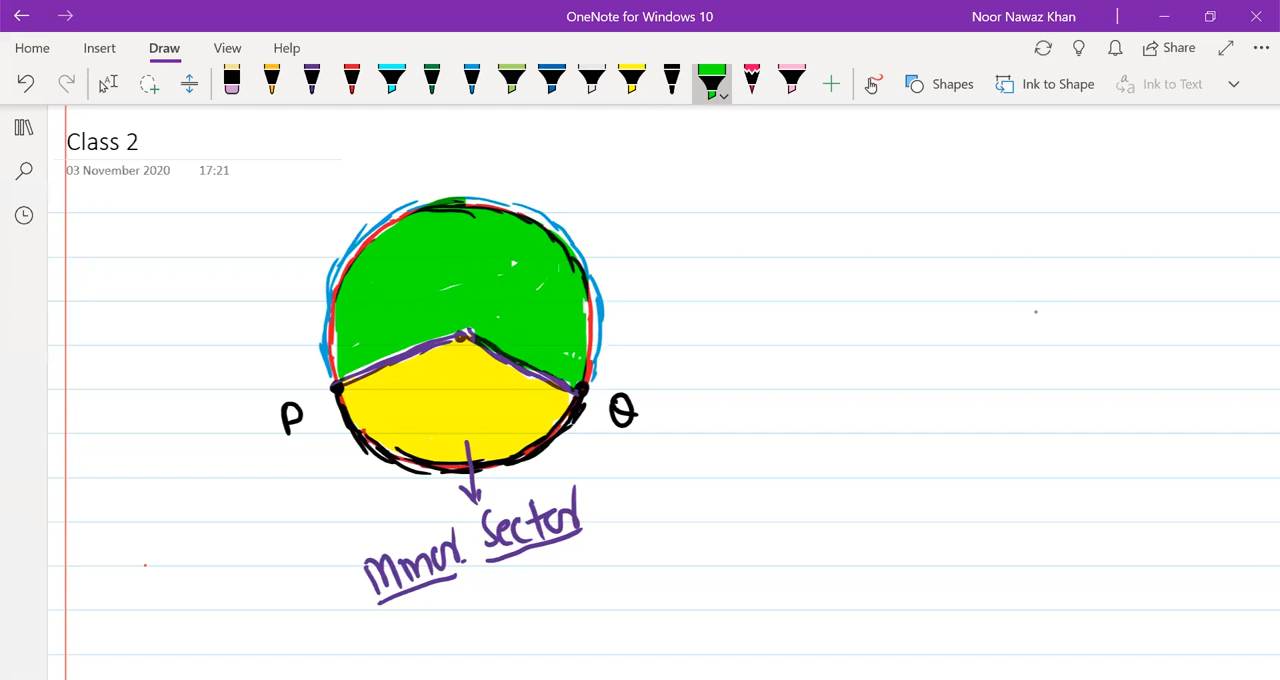 OneNote for Windows 10
Noor Nawaz Khan
Home Insert Draw View Help Share
Shapes Ink to Shape Ink to Text
Class 2
03 November 2020 17:21
P
Q
Minor Sector